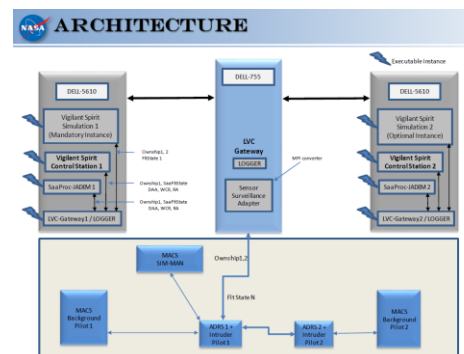 NASA
ARCHITECTURE
Executable Instance
DELL-5610
Vigilant Spirit
Simulation 1
(Mandatory Instance)
Vigilant Spirit
Control Station 1
SaaProc-JADEM 1
LVC-Gateway1 / LOGGER
Ownship1, 2
FltState 1
Ownship1, SaaFltState
DAA, WCR, RA
Ownship1, SaaFltState
DAA, WCR, RA
DELL-755
LVC
Gateway
LOGGER
Sensor
Surveillance
Adapter
MPI converter
DELL-5610
Vigilant Spirit
Simulation 2
(Optional Instance)
Vigilant Spirit
Control Station 2
SaaProc-JADEM 2
LVC-Gateway2 / LOGGER
MACS
SIM-MAN
Ownship1,2
Flt State N
MACS
Background
Pilot 1
ADRS 1 +
Intruder
Pilot 1
ADRS 2 +
Intruder
Pilot 2
MACS
Background
Pilot 2